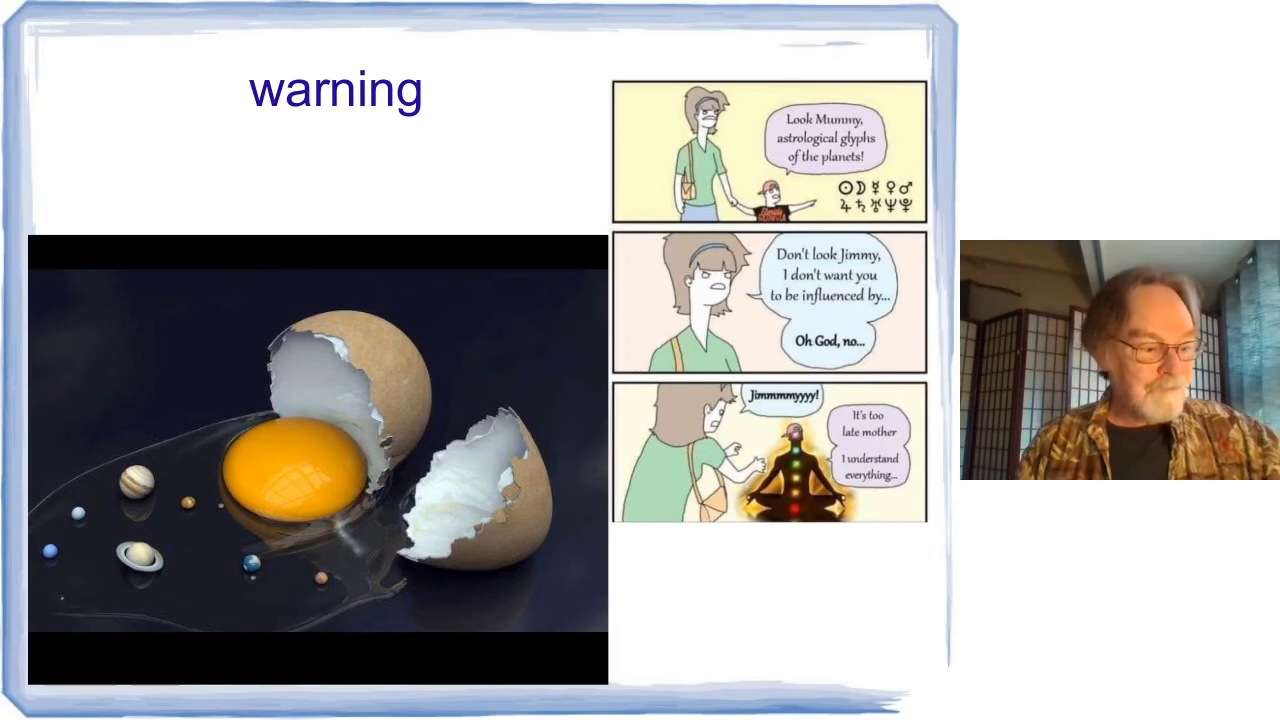 warning
Look Mummy,
astrological glyphs
of the planets!
☉☽☿♀♂
♃♄♅♆♇
Don't look Jimmy,
I don't want you
to be influenced by...
Oh God, no...
Jimmmmyyyy!
It's too
late mother
I understand
everything...